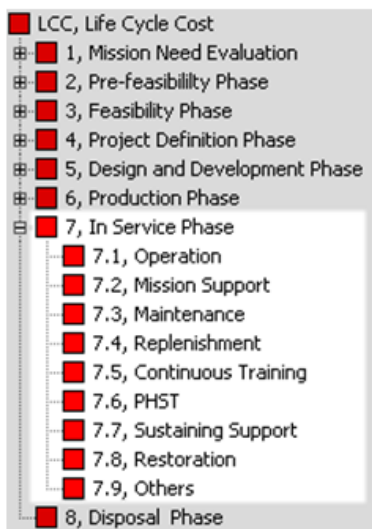 LCC, Life Cycle Cost
1, Mission Need Evaluation
2, Pre-feasibililty Phase
3, Feasibility Phase
4, Project Definition Phase
5, Design and Development Phase
6, Production Phase
7, In Service Phase
7.1, Operation
7.2, Mission Support
7.3, Maintenance
7.4, Replenishment
7.5, Continuous Training
7.6, PHST
7.7, Sustaining Support
7.8, Restoration
7.9, Others
8, Disposal Phase